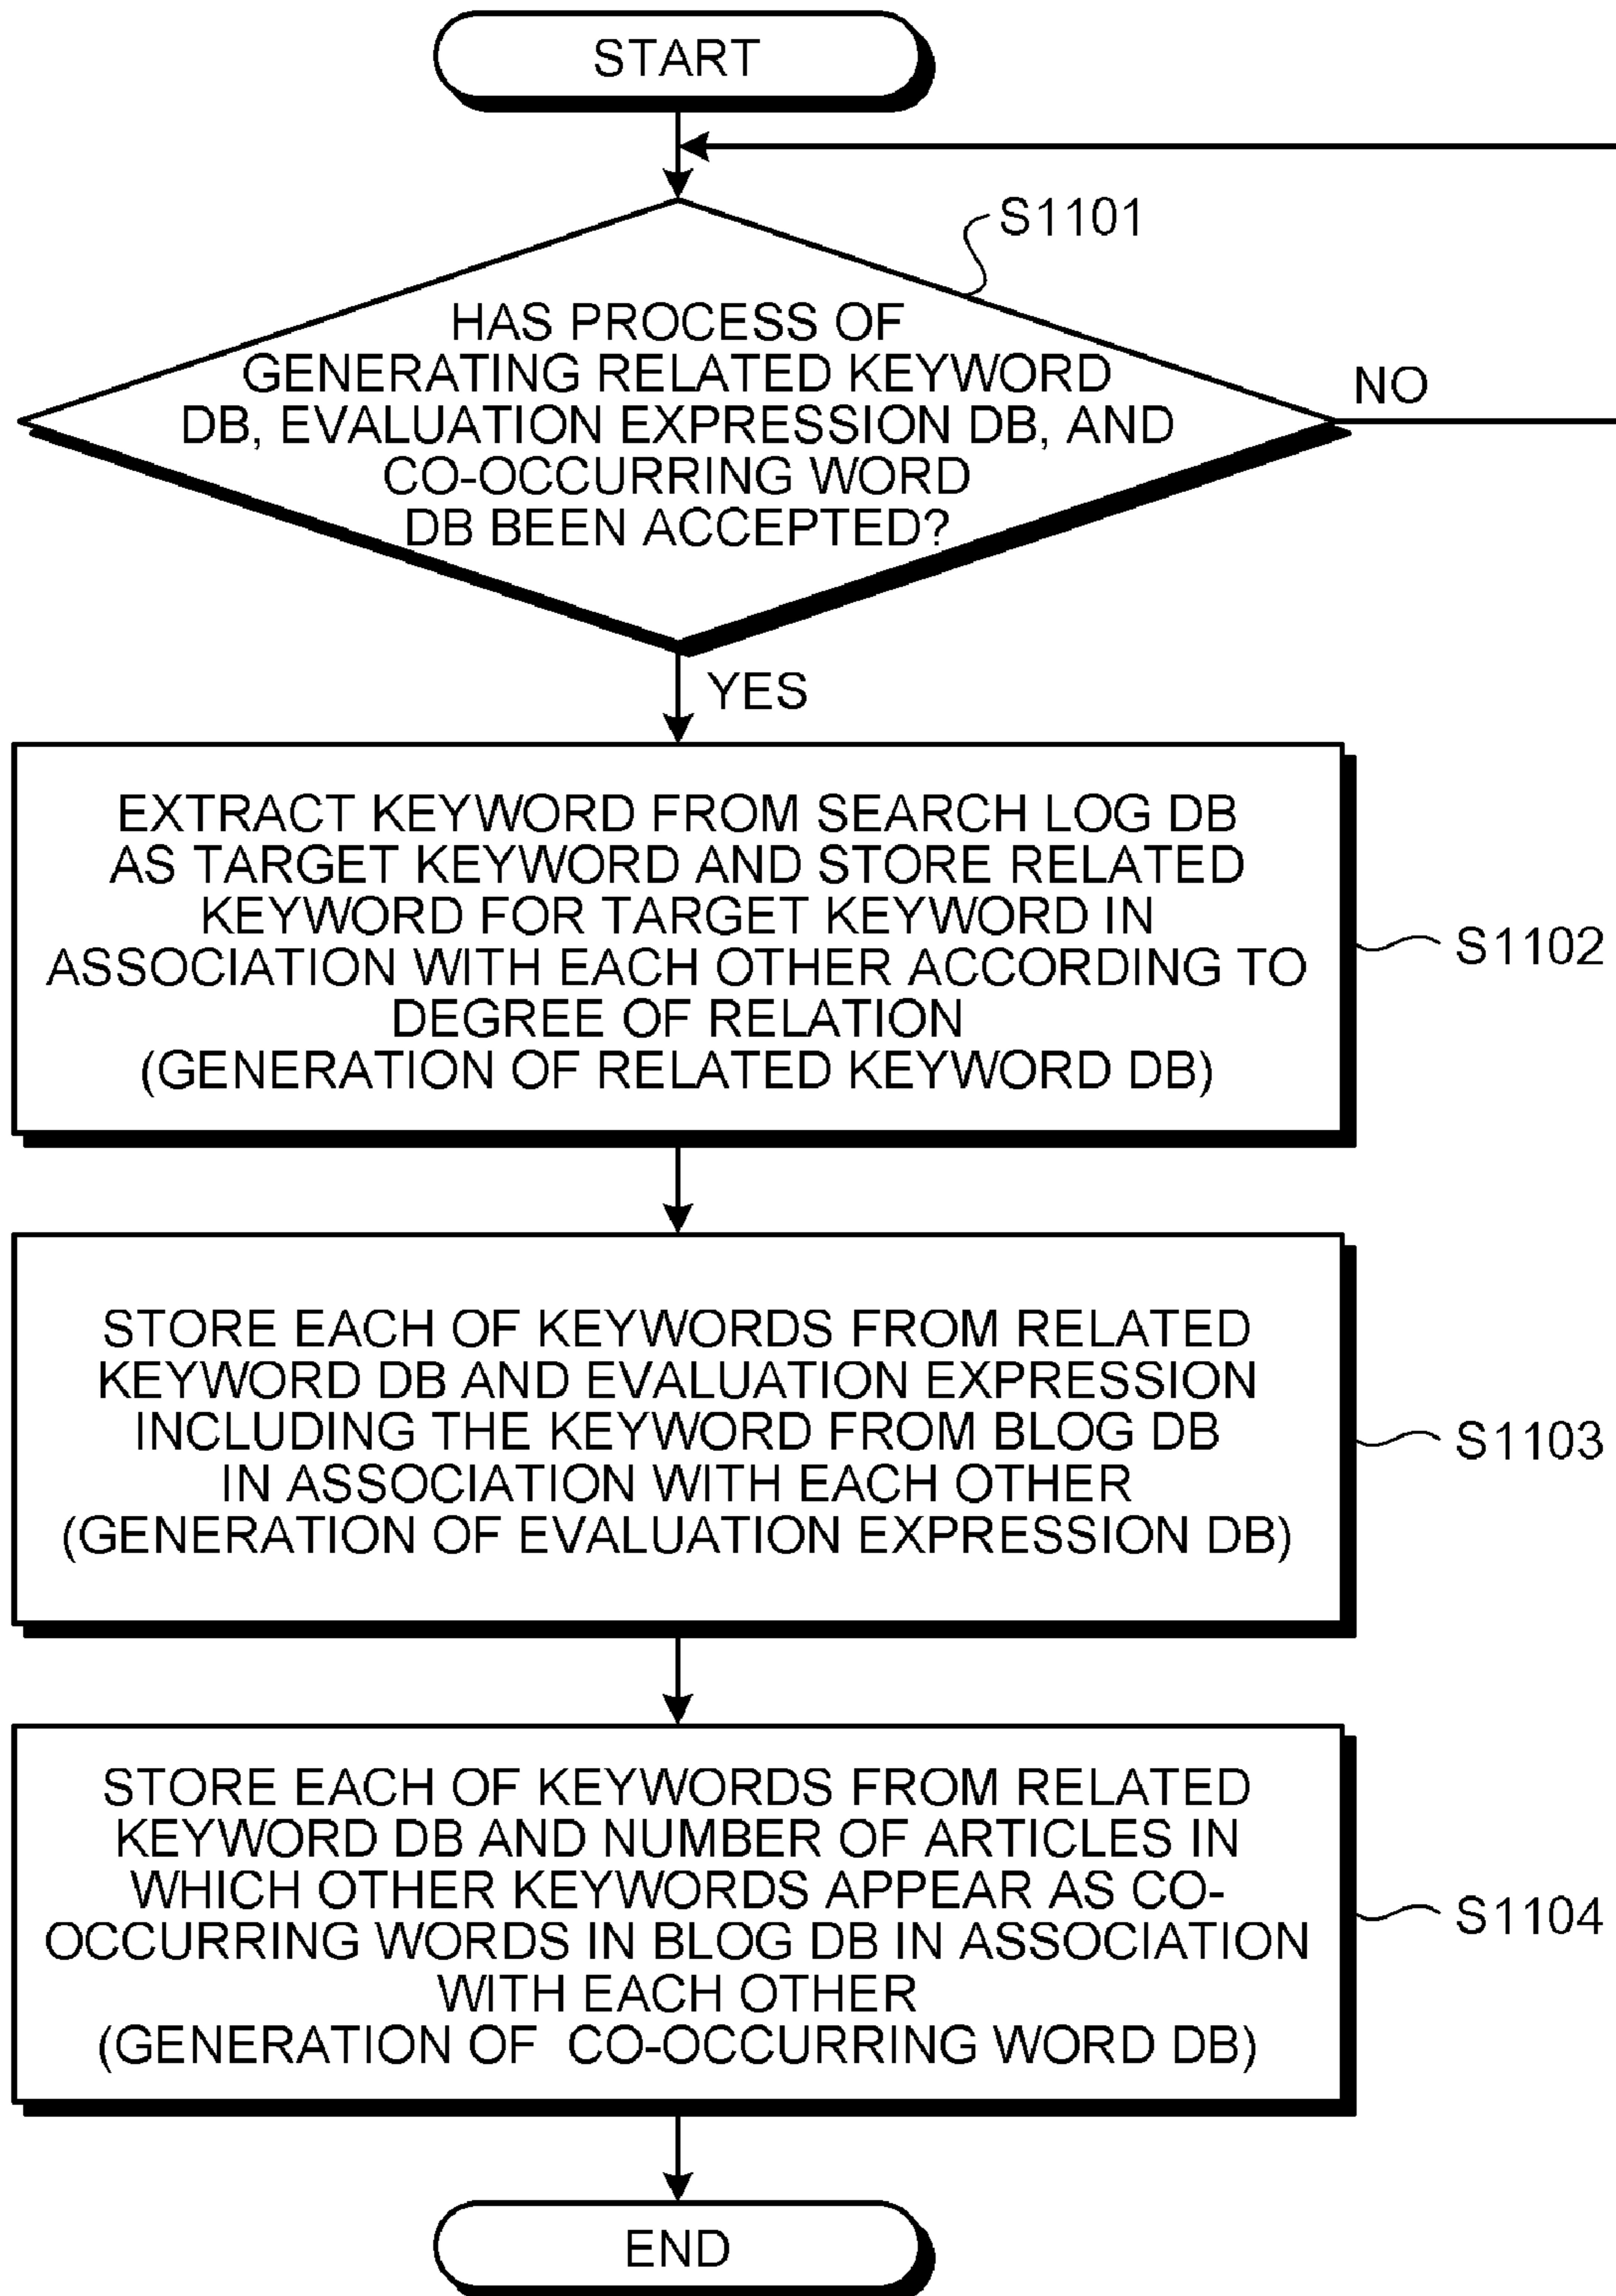 START
S1101
HAS PROCESS OF
GENERATING RELATED KEYWORD
DB, EVALUATION EXPRESSION DB, AND
CO-OCCURRING WORD
DB BEEN ACCEPTED?
NO
YES
EXTRACT KEYWORD FROM SEARCH LOG DB
AS TARGET KEYWORD AND STORE RELATED
KEYWORD FOR TARGET KEYWORD IN
ASSOCIATION WITH EACH OTHER ACCORDING TO
DEGREE OF RELATION
(GENERATION OF RELATED KEYWORD DB)
S1102
STORE EACH OF KEYWORDS FROM RELATED
KEYWORD DB AND EVALUATION EXPRESSION
INCLUDING THE KEYWORD FROM BLOG DB
IN ASSOCIATION WITH EACH OTHER
(GENERATION OF EVALUATION EXPRESSION DB)
S1103
STORE EACH OF KEYWORDS FROM RELATED
KEYWORD DB AND NUMBER OF ARTICLES IN
WHICH OTHER KEYWORDS APPEAR AS CO-
OCCURRING WORDS IN BLOG DB IN ASSOCIATION
WITH EACH OTHER
(GENERATION OF CO-OCCURRING WORD DB)
S1104
END